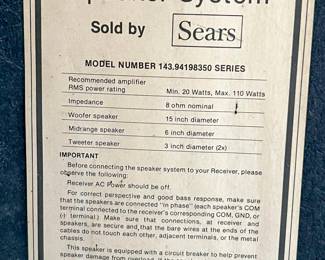 Speaker System
Sold by Sears
MODEL NUMBER 143.94198350 SERIES
Recommended amplifier
RMS power rating Min. 20 Watts, Max. 110 Watts
Impedance 8 ohm nominal
Woofer speaker 15 inch diameter
Midrange speaker 6 inch diameter
Tweeter speaker 3 inch diameter (2x)
IMPORTANT
Before connecting the speaker system to your Receiver, please
observe the following:
Receiver AC Power should be off.
For correct perspective and good bass response, make sure
that the speakers are connected "in phase" (each speaker's COM
terminal connected to the receiver's corresponding COM, GND, or
(-) terminal.) Make sure that connections, at receiver and
speakers, are secure and that the bare wires at the ends of the
cables do not touch each other, adjacent terminals, or the metal
chassis.
This speaker is equipped with a circuit breaker to help prevent
speaker damage from overload.